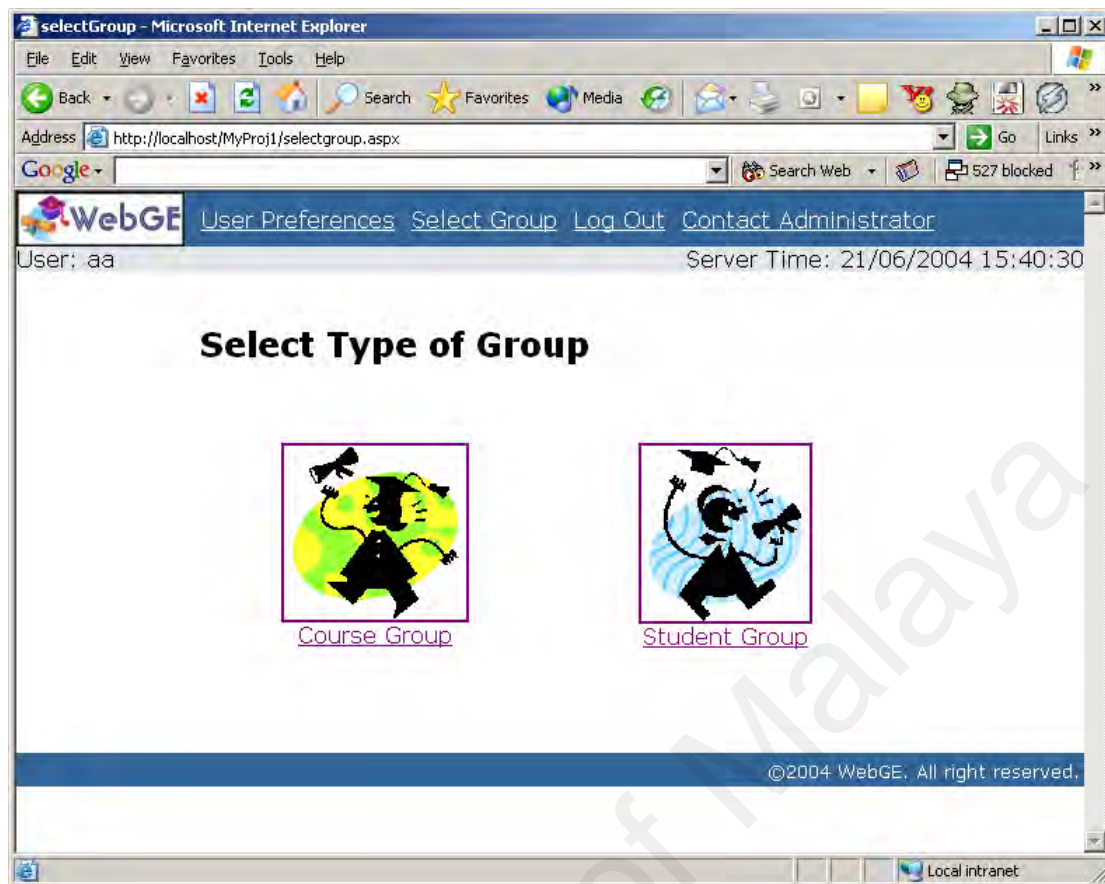 selectGroup - Microsoft Internet Explorer
File Edit View Favorites Tools Help
Back Search Favorites Media »
Address http://localhost/MyProj1/selectgroup.aspx Go Links »
Google Search Web 527 blocked »
WebGE User Preferences Select Group Log Out Contact Administrator
User: aa Server Time: 21/06/2004 15:40:30
Select Type of Group
Course Group Student Group
©2004 WebGE. All right reserved.
Local intranet
of Malaya